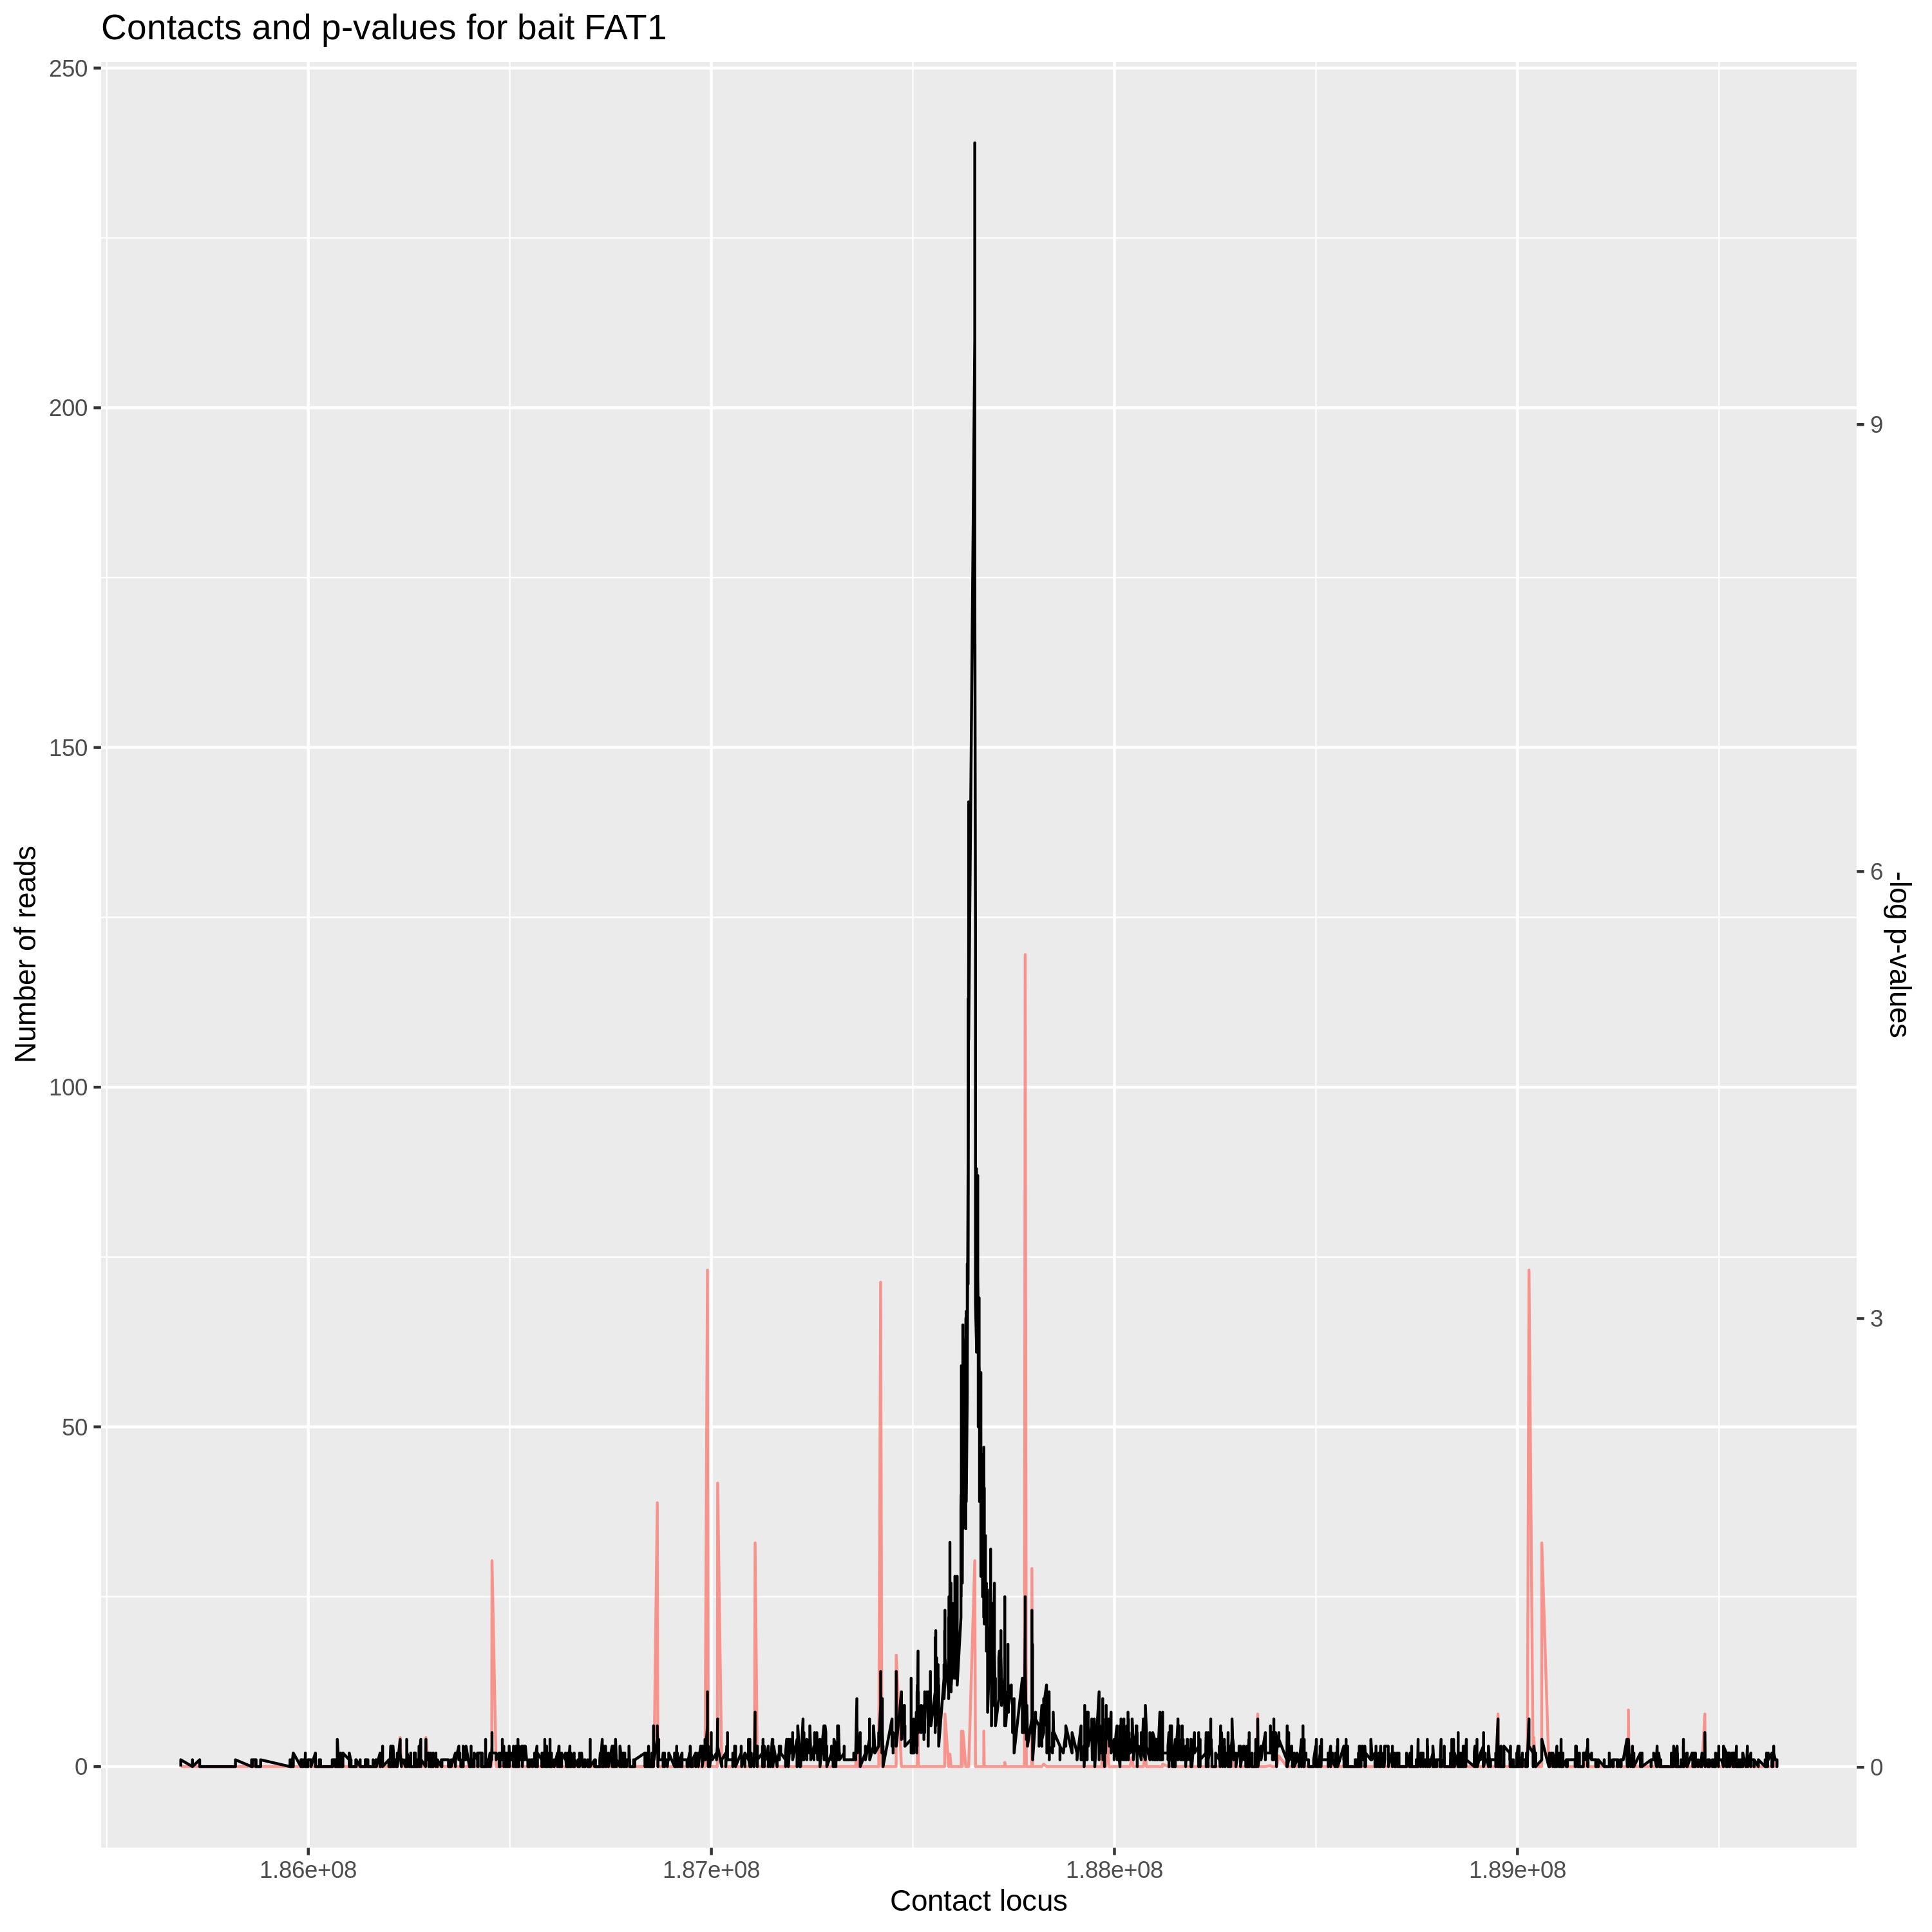 Contacts and p-values for bait FAT1
250
200
150
100
50
0
Number of reads
9
6
3
0
-log p-values
1.86e+08
1.87e+08
1.88e+08
1.89e+08
Contact locus